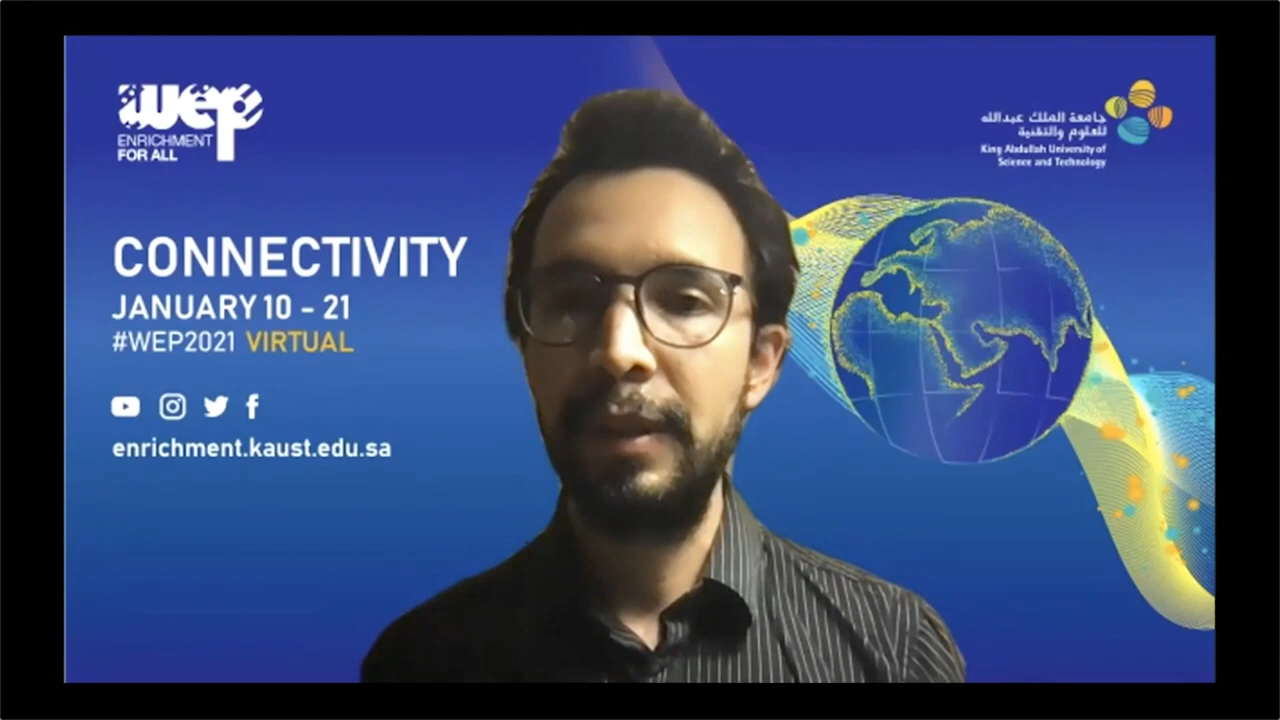 wep
ENRICHMENT
FOR ALL
جامعة الملك عبدالله
للعلوم والتقنية
King Abdullah University of
Science and Technology
CONNECTIVITY
JANUARY 10 - 21
#WEP2021 VIRTUAL
enrichment.kaust.edu.sa